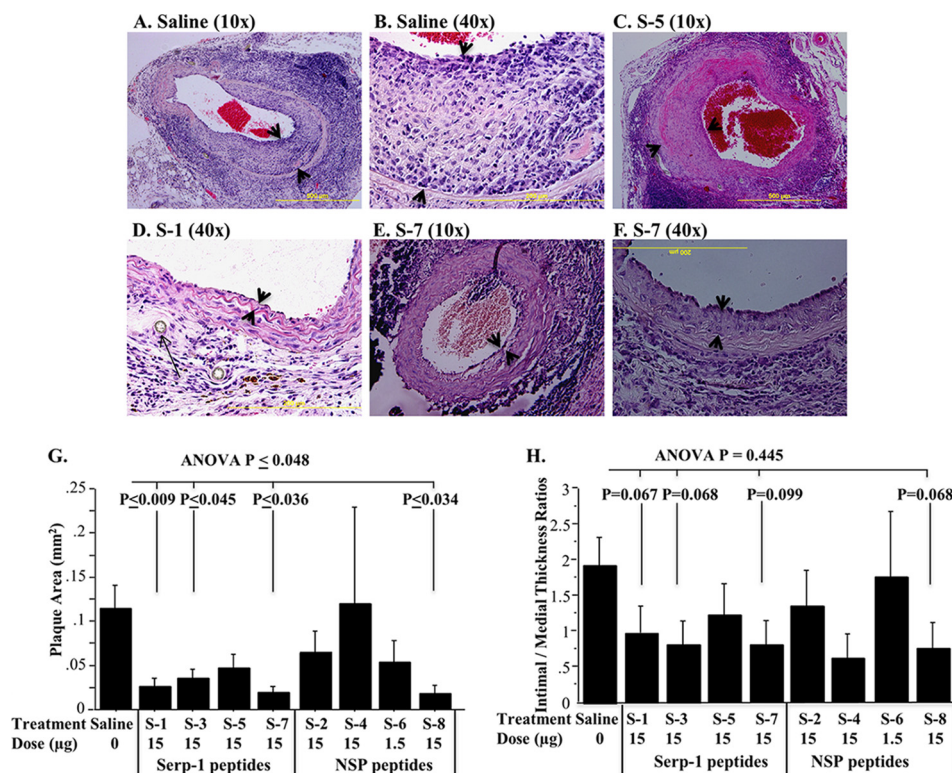 A. Saline (10x) B. Saline (40x) C. S-5 (10x)
500 µm
D. S-1 (40x) E. S-7 (10x) F. S-7 (40x)
200 µm
G.
ANOVA P ≤ 0.048
P≤0.009 P≤0.045 P≤0.036 P≤0.034
Plaque Area (mm²)
.25
.2
.15
.1
.05
0
Treatment Saline S-1 S-3 S-5 S-7 S-2 S-4 S-6 S-8
Dose (µg) 0 15 15 15 15 15 15 1.5 15
Serp-1 peptides NSP peptides
H.
ANOVA P = 0.445
P=0.067 P=0.068 P=0.099 P=0.068
Intimal / Medial Thickness Ratios
3
2.5
2
1.5
1
.5
0
Treatment Saline S-1 S-3 S-5 S-7 S-2 S-4 S-6 S-8
Dose (µg) 0 15 15 15 15 15 15 1.5 15
Serp-1 peptides NSP peptides